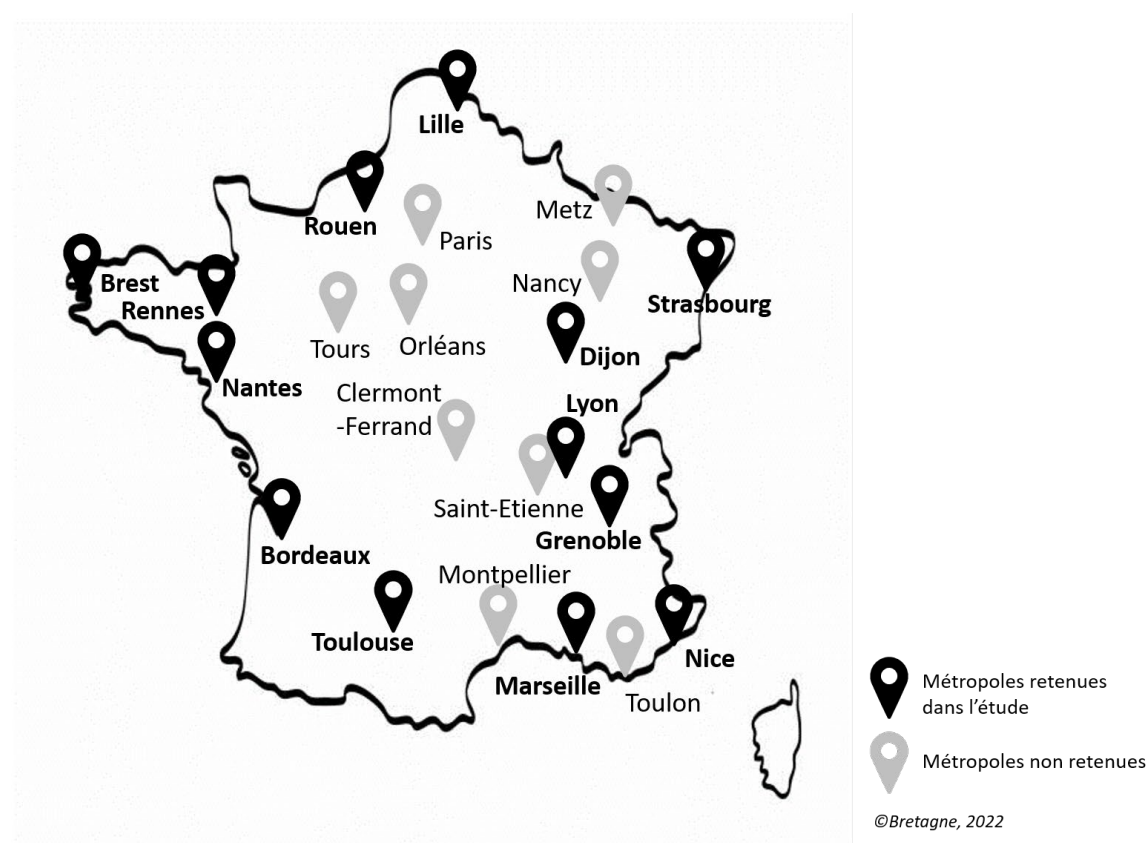 Lille
Metz
Rouen
Paris
Brest
Nancy
Rennes
Strasbourg
Tours
Orléans
Dijon
Nantes
Clermont
-Ferrand
Lyon
Saint-Etienne
Grenoble
Bordeaux
Montpellier
Toulouse
Nice
Marseille
Toulon
Métropoles retenues
dans l’étude
Métropoles non retenues
©Bretagne, 2022